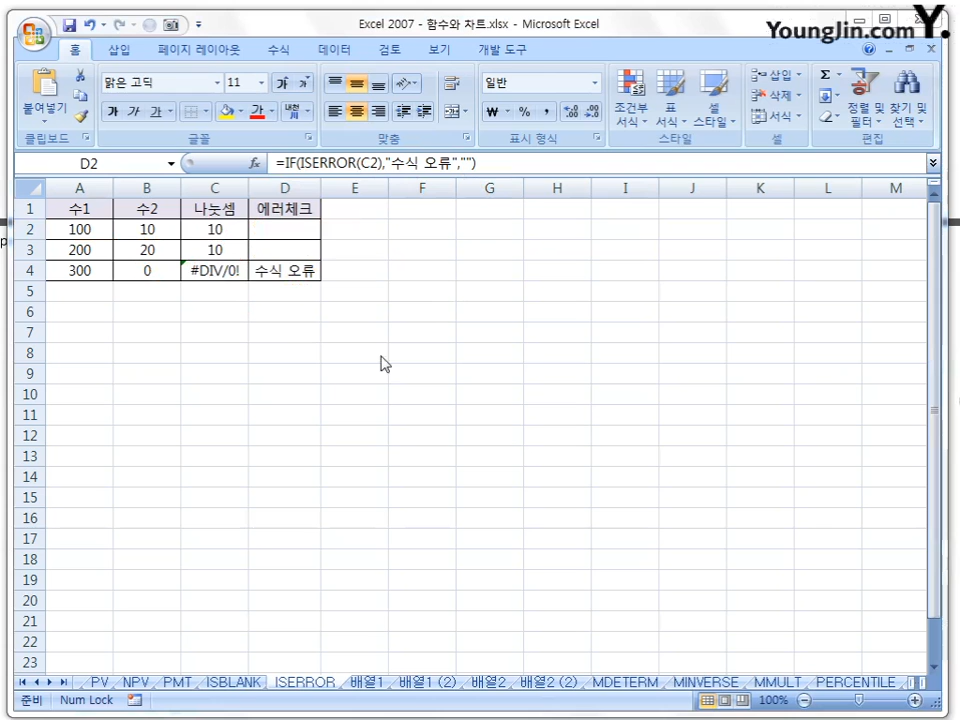 Excel 2007 - 함수와 차트.xlsx - Microsoft Excel
YoungJin.com Y.
홈 삽입 페이지 레이아웃 수식 데이터 검토 보기 개발 도구
맑은 고딕 11 일반 삽입
붙여넣기 조건부 서식 표 서식 셀 스타일 삭제 정렬 및 필터 찾기 및 선택
서식
클립보드 글꼴 맞춤 표시 형식 스타일 셀 편집
D2 fx =IF(ISERROR(C2),"수식 오류","")
A B C D E F G H I J K L M
1 수1 수2 나눗셈 에러체크
2 100 10 10
3 200 20 10
4 300 0 #DIV/0! 수식 오류
5
6
7
8
9
10
11
12
13
14
15
16
17
18
19
20
21
22
23
PV NPV PMT ISBLANK ISERROR 배열1 배열1 (2) 배열2 배열2 (2) MDETERM MINVERSE MMULT PERCENTILE
준비 Num Lock 100%